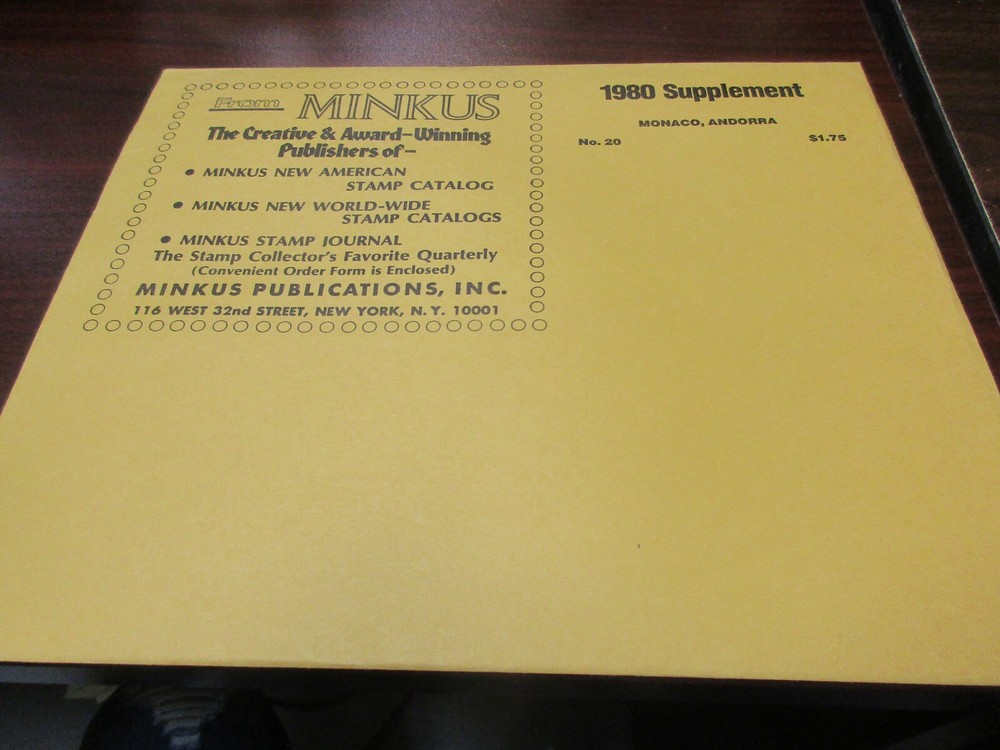 From MINKUS
The Creative & Award-Winning
Publishers of-
• MINKUS NEW AMERICAN
STAMP CATALOG
• MINKUS NEW WORLD-WIDE
STAMP CATALOGS
• MINKUS STAMP JOURNAL
The Stamp Collector's Favorite Quarterly
(Convenient Order Form is Enclosed)
MINKUS PUBLICATIONS, INC.
116 WEST 32nd STREET, NEW YORK, N.Y. 10001
1980 Supplement
MONACO, ANDORRA
No. 20 $1.75